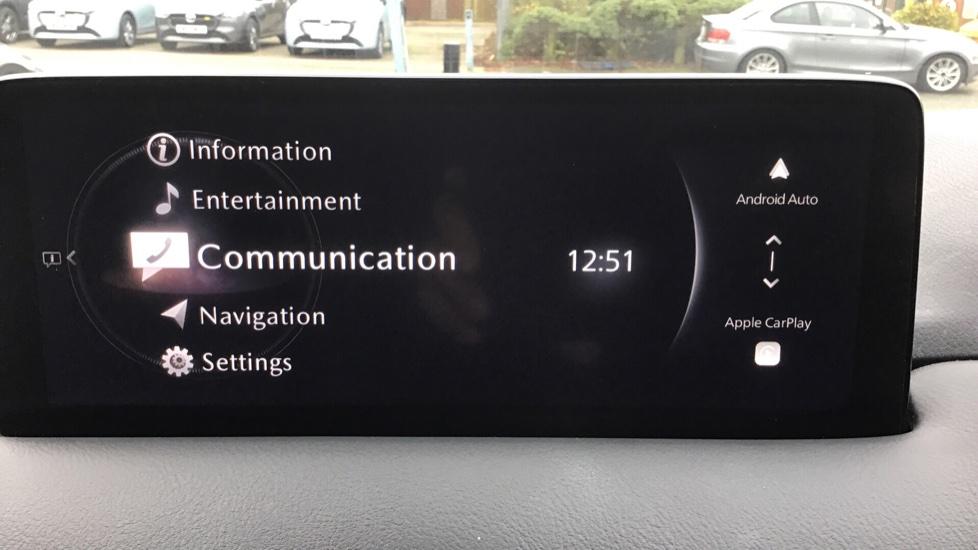 Information
Entertainment
Communication
Navigation
Settings
12:51
Android Auto
Apple CarPlay